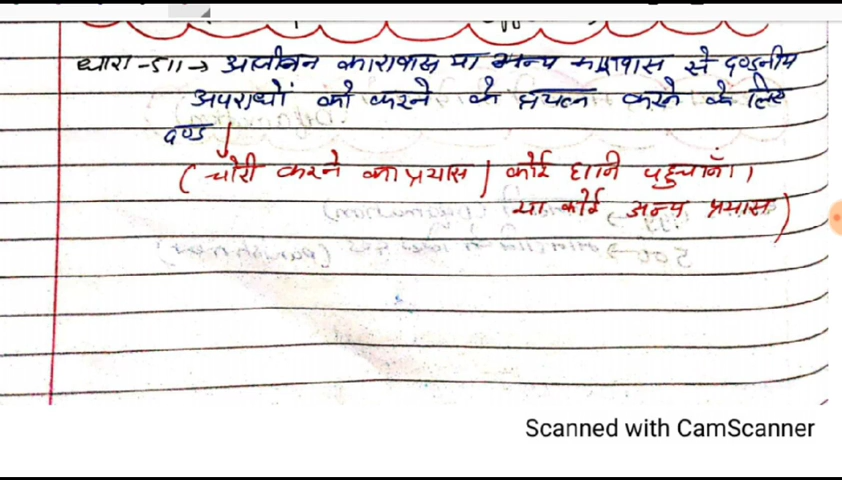 धारा -511 → आजीवन कारावास या अन्य कारावास से दण्डनीय
अपराधों को करने के प्रयत्न करने के लिए
दण्ड
(चोरी करने का प्रयास / कोई हानि पहुचाना।
या कोई अन्य प्रयास)
Scanned with CamScanner